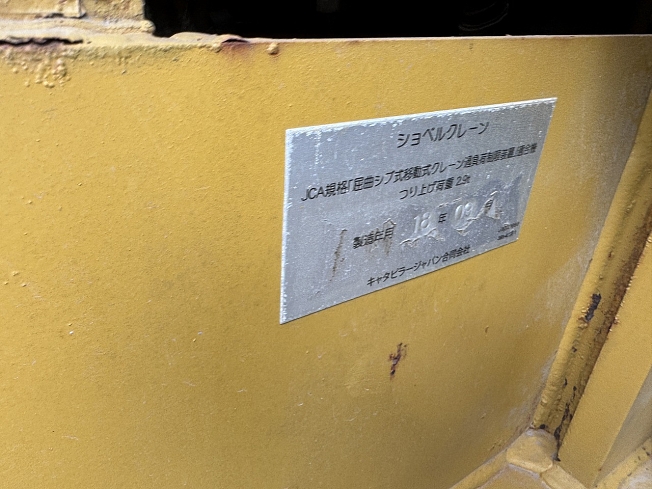 ショベルクレーン
JCA規格「屈曲ジブ式移動式クレーン過負荷制限装置」適合機
つり上げ荷重 2.9t
製造年月 18 年 09 月
キャタピラージャパン合同会社